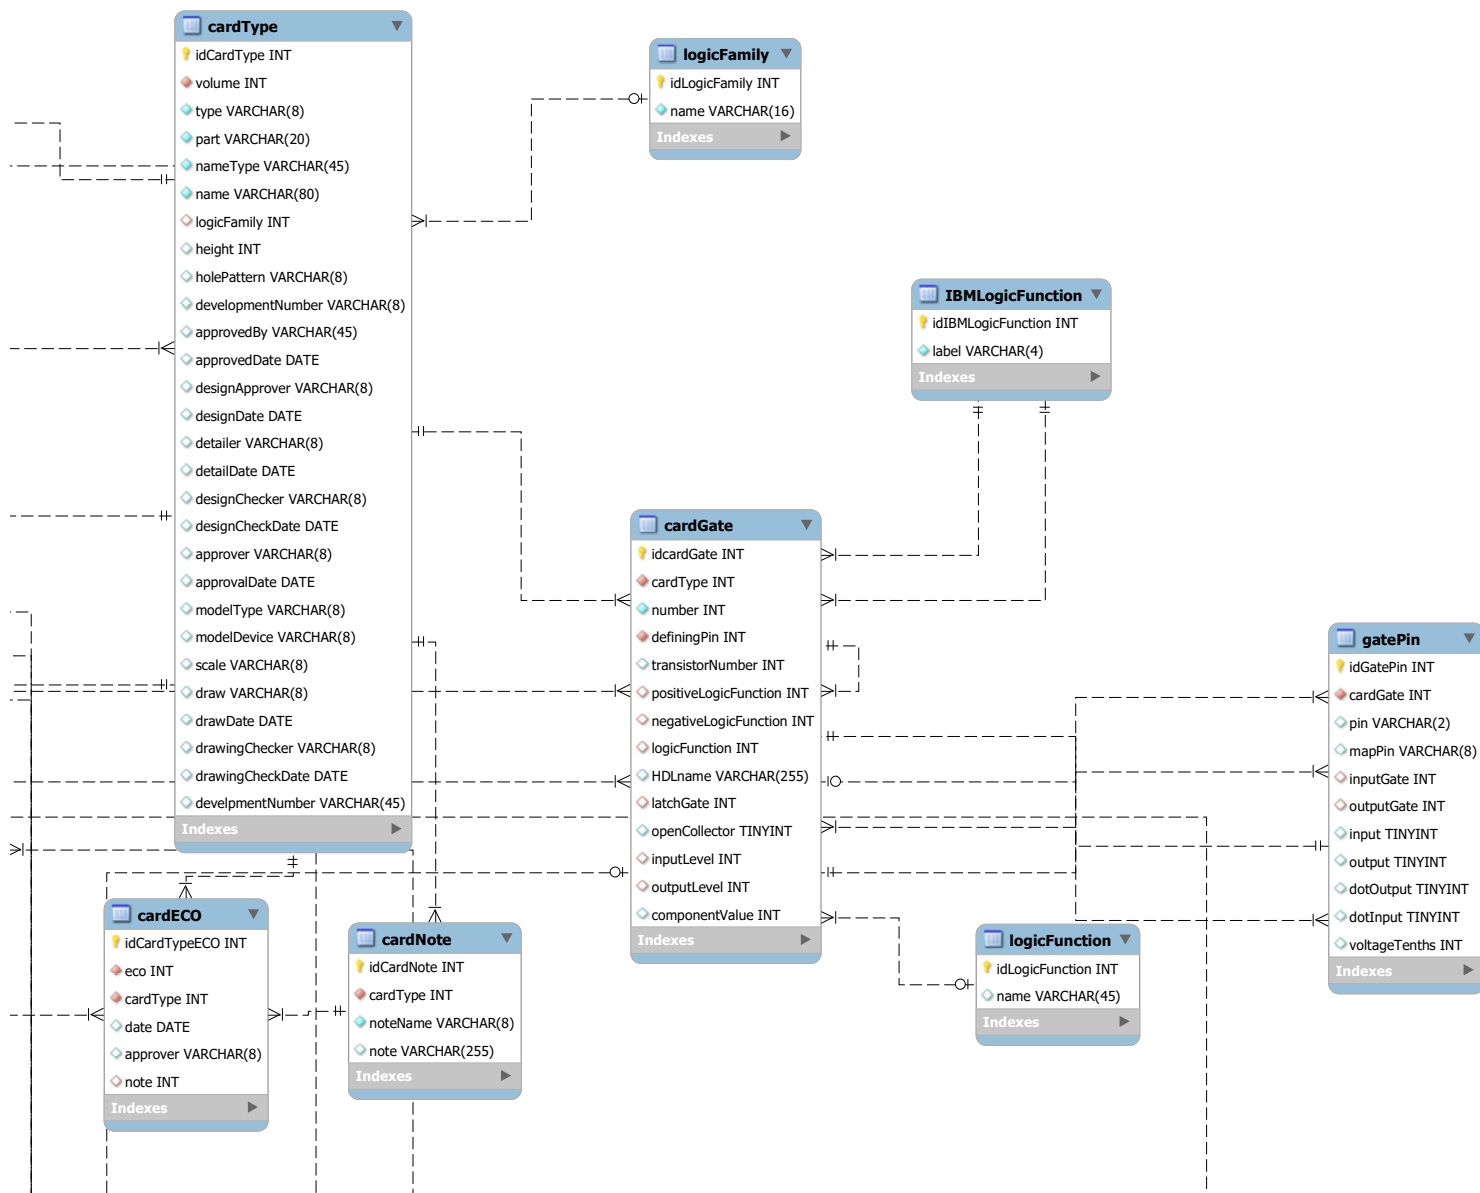 cardType
idCardType INT
volume INT
type VARCHAR(8)
part VARCHAR(20)
nameType VARCHAR(45)
name VARCHAR(80)
logicFamily INT
height INT
holePattern VARCHAR(8)
developmentNumber VARCHAR(8)
approvedBy VARCHAR(45)
approvedDate DATE
designApprover VARCHAR(8)
designDate DATE
detailer VARCHAR(8)
detailDate DATE
designChecker VARCHAR(8)
designCheckDate DATE
approver VARCHAR(8)
approvalDate DATE
modelType VARCHAR(8)
modelDevice VARCHAR(8)
scale VARCHAR(8)
draw VARCHAR(8)
drawDate DATE
drawingChecker VARCHAR(8)
drawingCheckDate DATE
develpmentNumber VARCHAR(45)
Indexes
logicFamily
idLogicFamily INT
name VARCHAR(16)
Indexes
IBMLogicFunction
idIBMLogicFunction INT
label VARCHAR(4)
Indexes
cardGate
idcardGate INT
cardType INT
number INT
definingPin INT
transistorNumber INT
positiveLogicFunction INT
negativeLogicFunction INT
logicFunction INT
HDLname VARCHAR(255)
latchGate INT
openCollector TINYINT
inputLevel INT
outputLevel INT
componentValue INT
Indexes
gatePin
idGatePin INT
cardGate INT
pin VARCHAR(2)
mapPin VARCHAR(8)
inputGate INT
outputGate INT
input TINYINT
output TINYINT
dotOutput TINYINT
dotInput TINYINT
voltageTenths INT
Indexes
cardECO
idCardTypeECO INT
eco INT
cardType INT
date DATE
approver VARCHAR(8)
note INT
Indexes
cardNote
idCardNote INT
cardType INT
noteName VARCHAR(8)
note VARCHAR(255)
Indexes
logicFunction
idLogicFunction INT
name VARCHAR(45)
Indexes